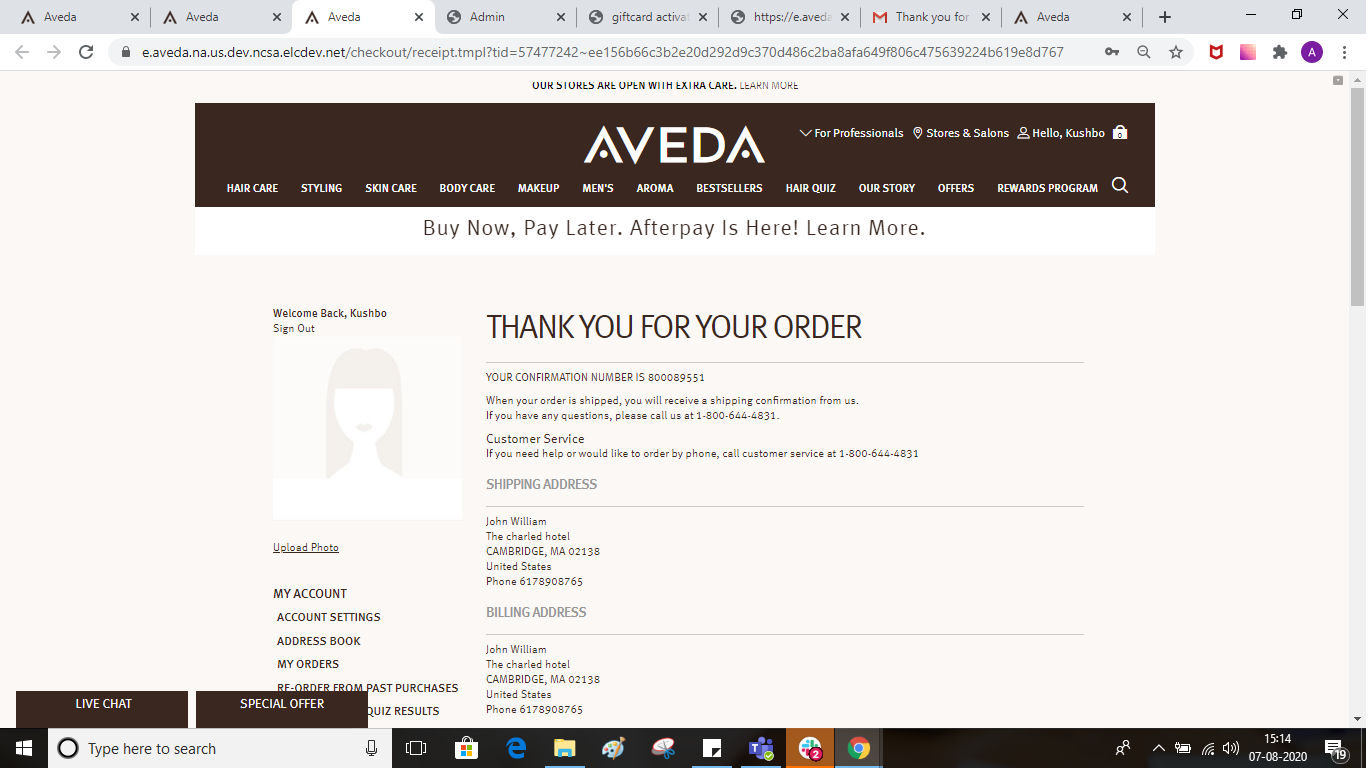 Aveda
Aveda
Aveda
Admin
giftcard activat
https://e.aveda
Thank you for
Aveda
e.aveda.na.us.dev.ncsa.elcdev.net/checkout/receipt.tmpl?tid=57477242~ee156b66c3b2e20d292d9c370d486c2ba8afa649f806c475639224b619e8d767
A
OUR STORES ARE OPEN WITH EXTRA CARE. LEARN MORE
AVEDA
For Professionals
Stores & Salons
Hello, Kushbo
0
HAIR CARE STYLING SKIN CARE BODY CARE MAKEUP MEN'S AROMA BESTSELLERS HAIR QUIZ OUR STORY OFFERS REWARDS PROGRAM
Buy Now, Pay Later. Afterpay Is Here! Learn More.
Welcome Back, Kushbo
Sign Out
Upload Photo
MY ACCOUNT
ACCOUNT SETTINGS
ADDRESS BOOK
MY ORDERS
RE-ORDER FROM PAST PURCHASES
QUIZ RESULTS
THANK YOU FOR YOUR ORDER
YOUR CONFIRMATION NUMBER IS 800089551
When your order is shipped, you will receive a shipping confirmation from us.
If you have any questions, please call us at 1-800-644-4831.
Customer Service
If you need help or would like to order by phone, call customer service at 1-800-644-4831
SHIPPING ADDRESS
John William
The charled hotel
CAMBRIDGE, MA 02138
United States
Phone 6178908765
BILLING ADDRESS
John William
The charled hotel
CAMBRIDGE, MA 02138
United States
Phone 6178908765
LIVE CHAT
SPECIAL OFFER
Type here to search
2
15:14
07-08-2020
19